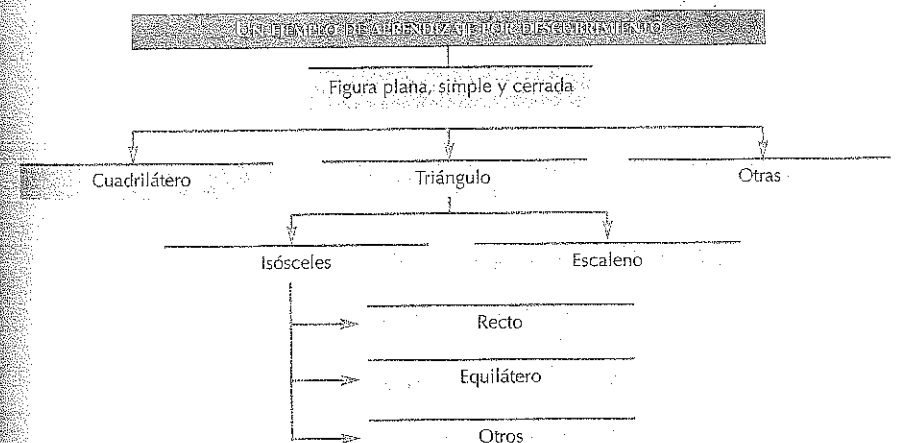 UN EJEMPLO DE APRENDIZAJE POR DESCUBRIMIENTO
Figura plana, simple y cerrada
Cuadrilátero
Triángulo
Otras
Isósceles
Escaleno
Recto
Equilátero
Otros